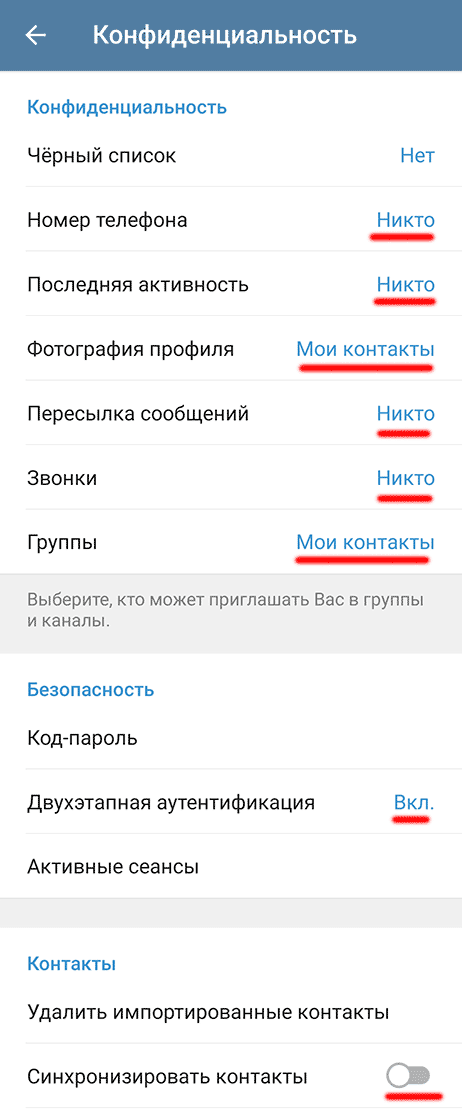 Конфиденциальность
Конфиденциальность
Чёрный список Нет
Номер телефона Никто
Последняя активность Никто
Фотография профиля Мои контакты
Пересылка сообщений Никто
Звонки Никто
Группы Мои контакты
Выберите, кто может приглашать Вас в группы
и каналы.
Безопасность
Код-пароль
Двухэтапная аутентификация Вкл.
Активные сеансы
Контакты
Удалить импортированные контакты
Синхронизировать контакты